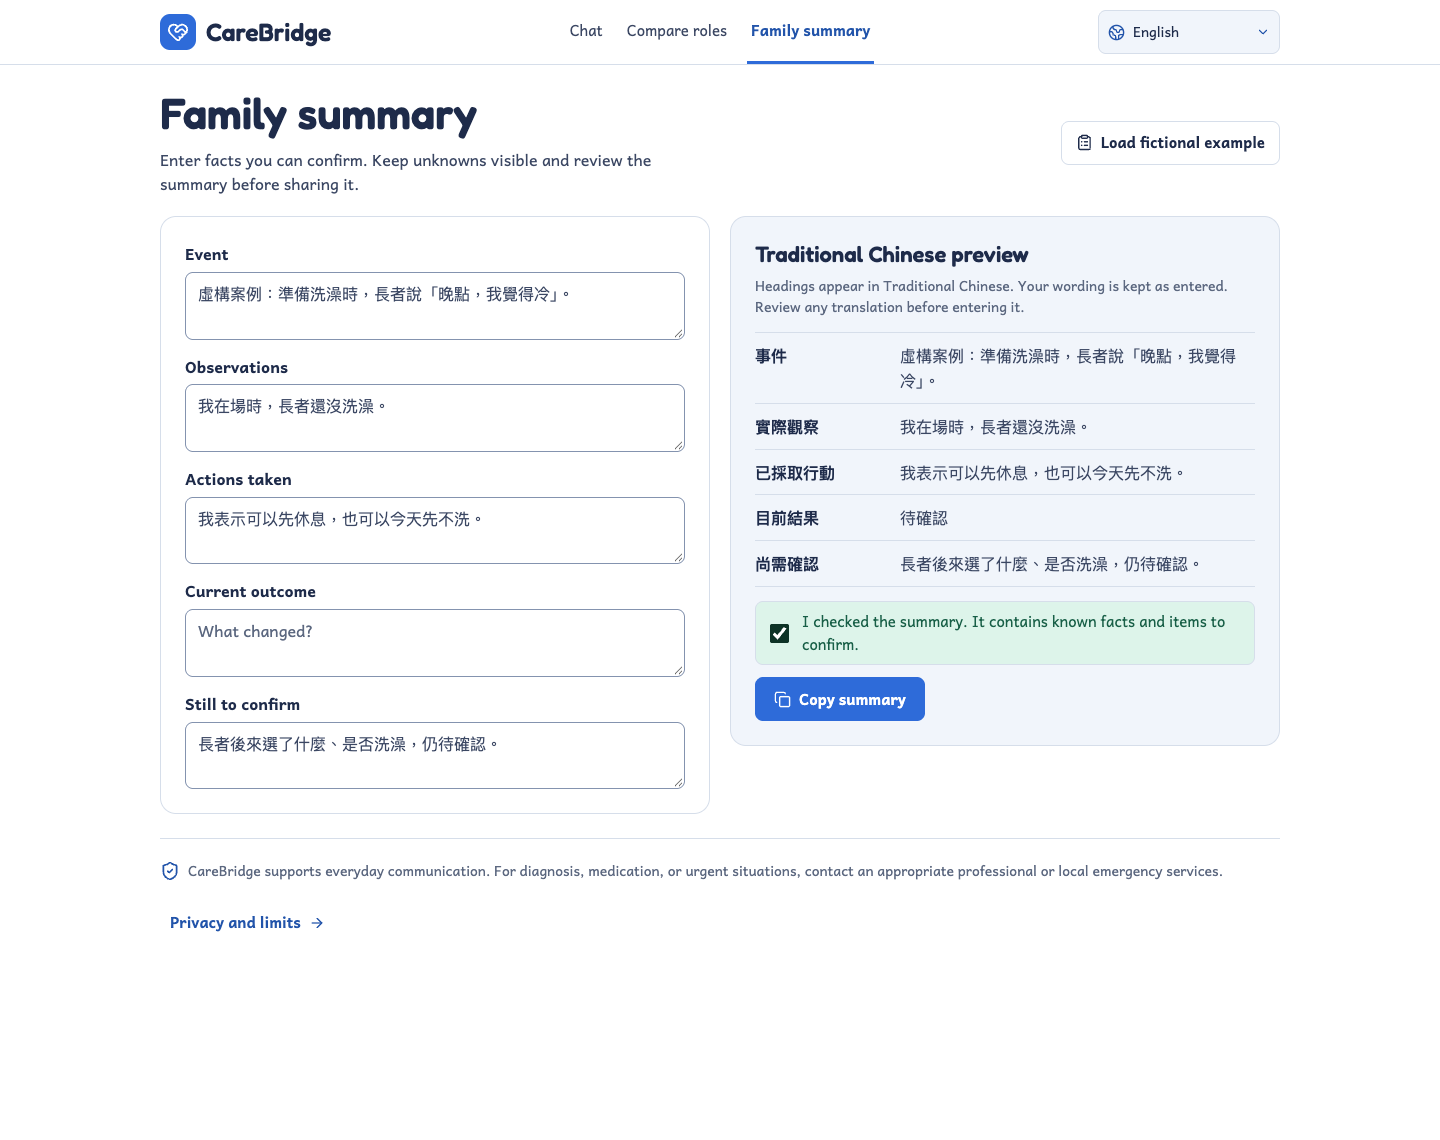 CareBridge
Chat
Compare roles
Family summary
English
Family summary
Enter facts you can confirm. Keep unknowns visible and review the
summary before sharing it.
Load fictional example
Event
虛構案例：準備洗澡時，長者說「晚點，我覺得冷」。
Observations
我在場時，長者還沒洗澡。
Actions taken
我表示可以先休息，也可以今天先不洗。
Current outcome
What changed?
Still to confirm
長者後來選了什麼、是否洗澡，仍待確認。
Traditional Chinese preview
Headings appear in Traditional Chinese. Your wording is kept as entered.
Review any translation before entering it.
事件
虛構案例：準備洗澡時，長者說「晚點，我覺得
冷」。
實際觀察
我在場時，長者還沒洗澡。
已採取行動
我表示可以先休息，也可以今天先不洗。
目前結果
待確認
尚需確認
長者後來選了什麼、是否洗澡，仍待確認。
I checked the summary. It contains known facts and items to
confirm.
Copy summary
CareBridge supports everyday communication. For diagnosis, medication, or urgent situations, contact an appropriate professional or local emergency services.
Privacy and limits